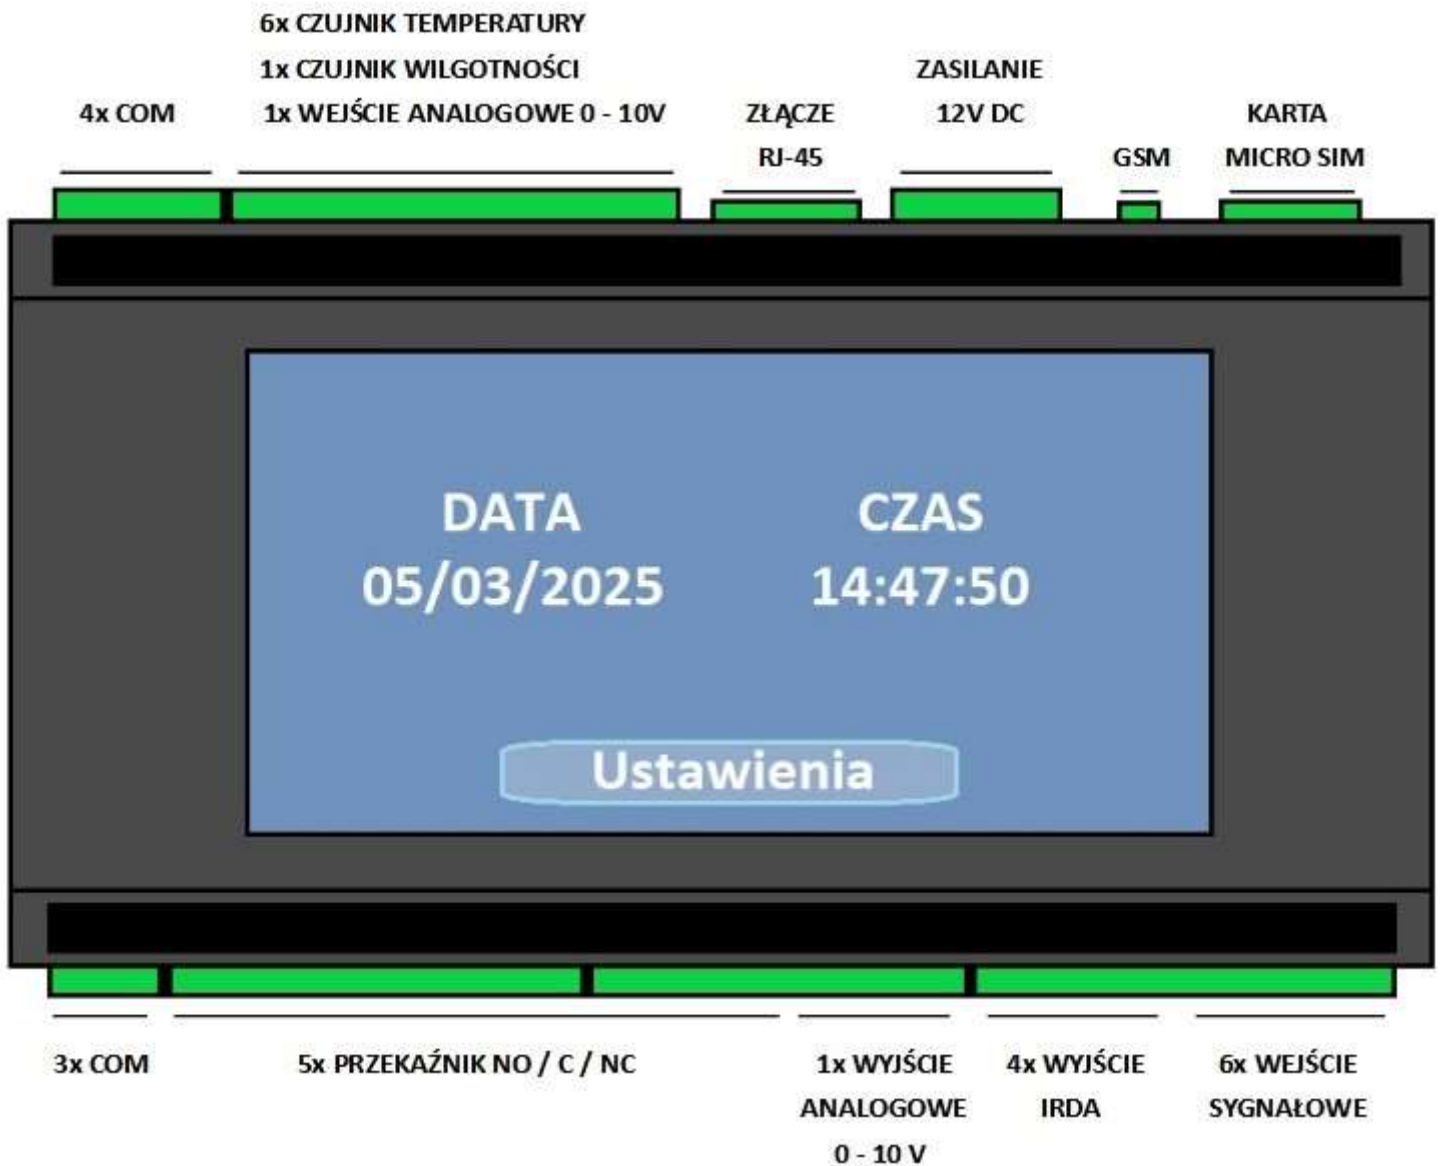 6x CZUJNIK TEMPERATURY
1x CZUJNIK WILGOTNOŚCI
1x WEJŚCIE ANALOGOWE 0 - 10V
4x COM
ZŁĄCZE
RJ-45
ZASILANIE
12V DC
GSM
KARTA
MICRO SIM
DATA
05/03/2025
CZAS
14:47:50
Ustawienia
3x COM
5x PRZEKAŹNIK NO / C / NC
1x WYJŚCIE
ANALOGOWE
0 - 10 V
4x WYJŚCIE
IRDA
6x WEJŚCIE
SYGNAŁOWE